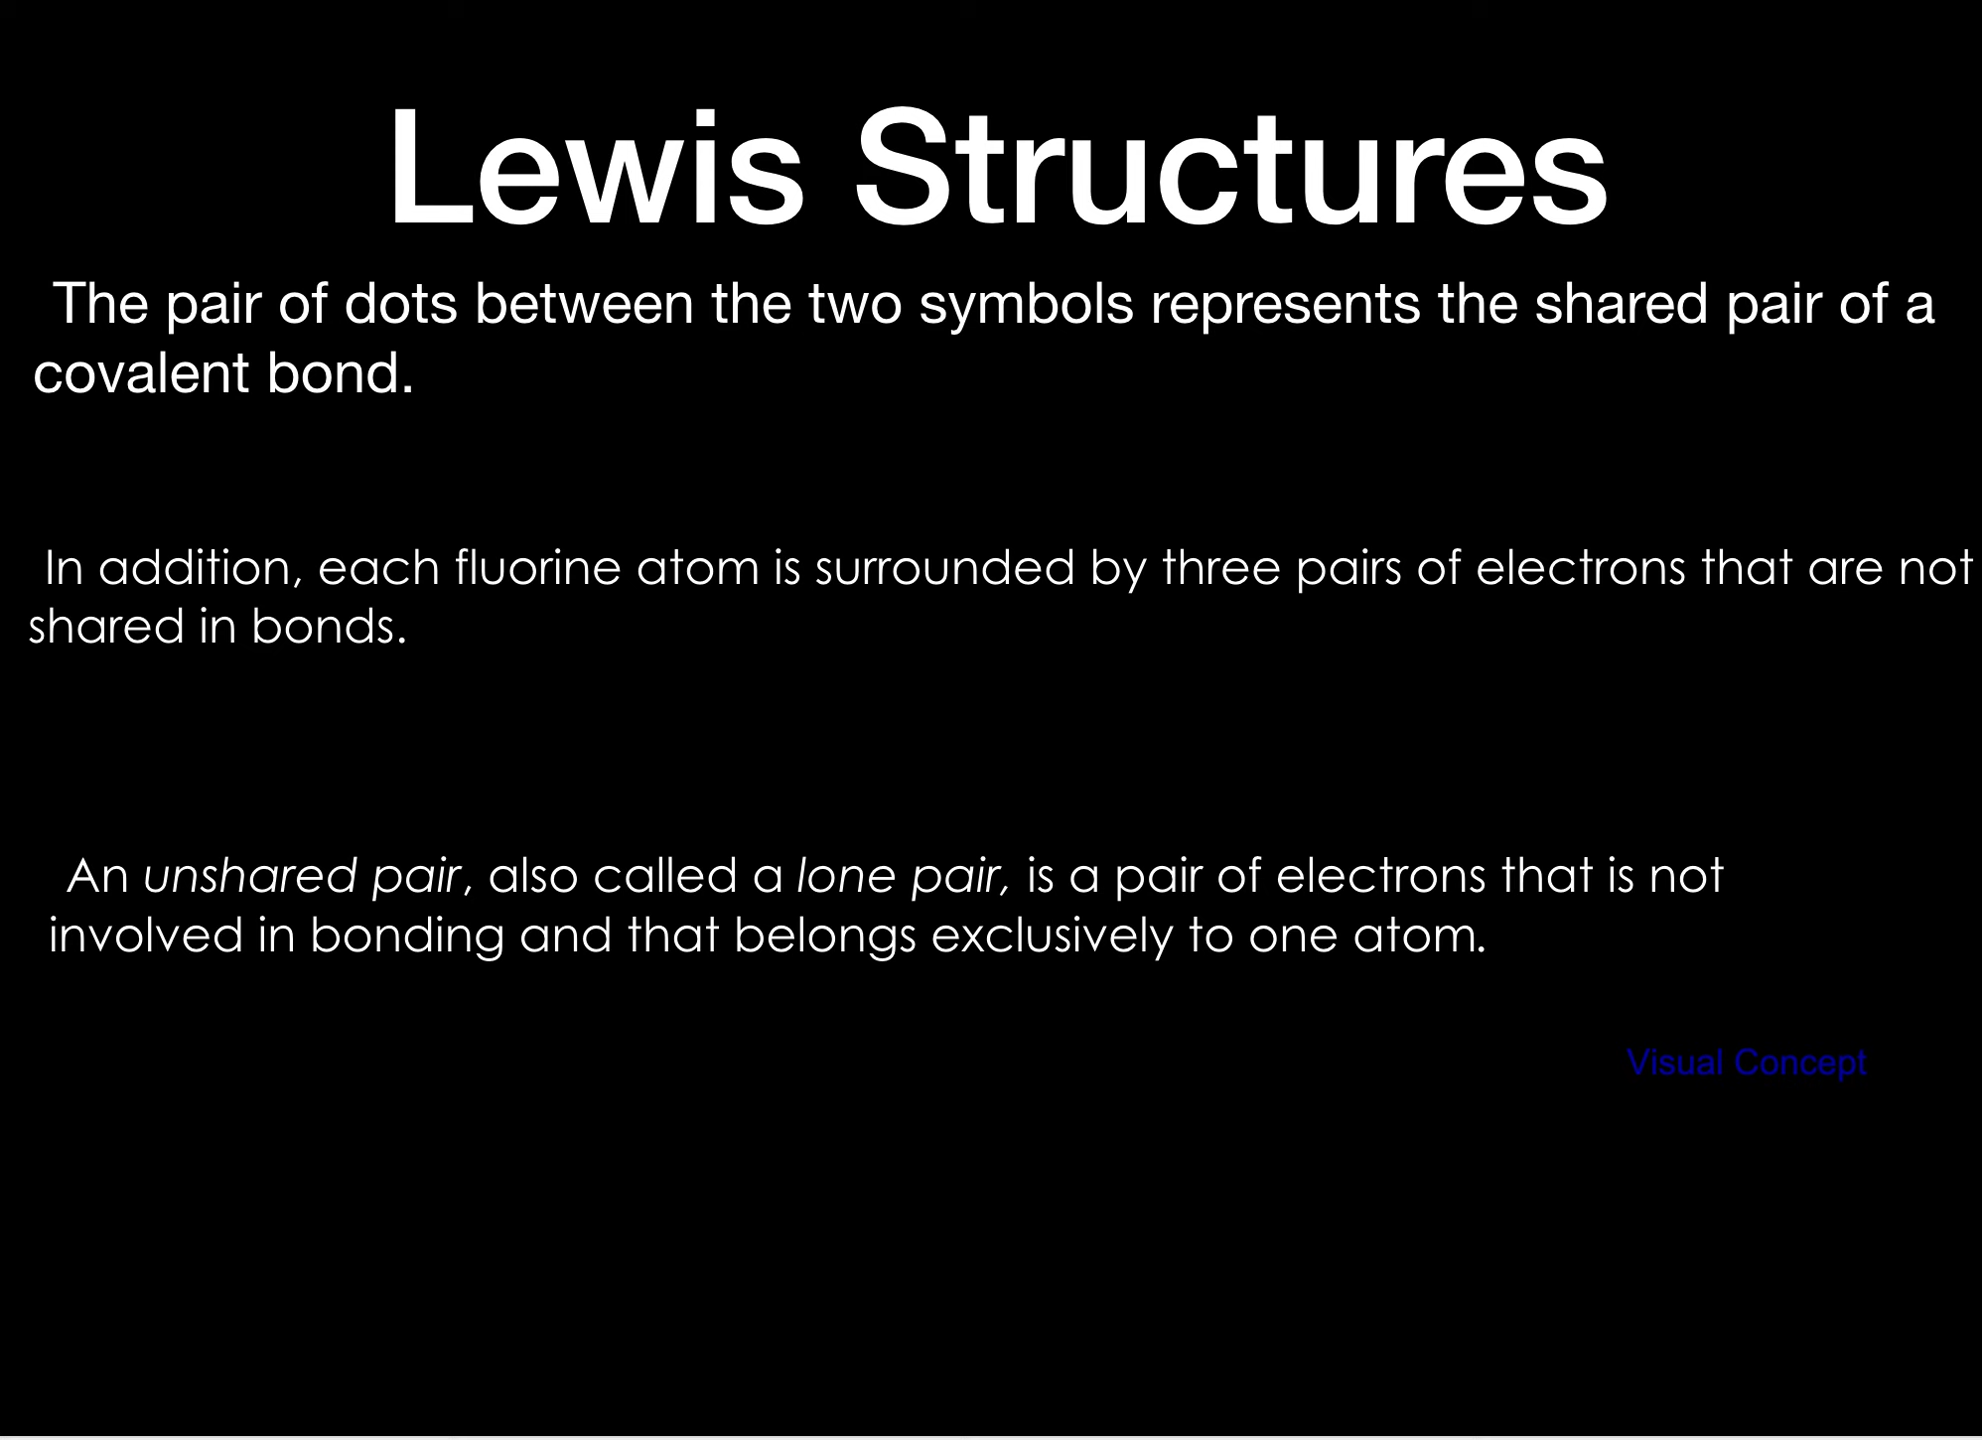 Lewis Structures
The pair of dots between the two symbols represents the shared pair of a
covalent bond.
In addition, each fluorine atom is surrounded by three pairs of electrons that are not
shared in bonds.
An unshared pair, also called a lone pair, is a pair of electrons that is not
involved in bonding and that belongs exclusively to one atom.
Visual Concept